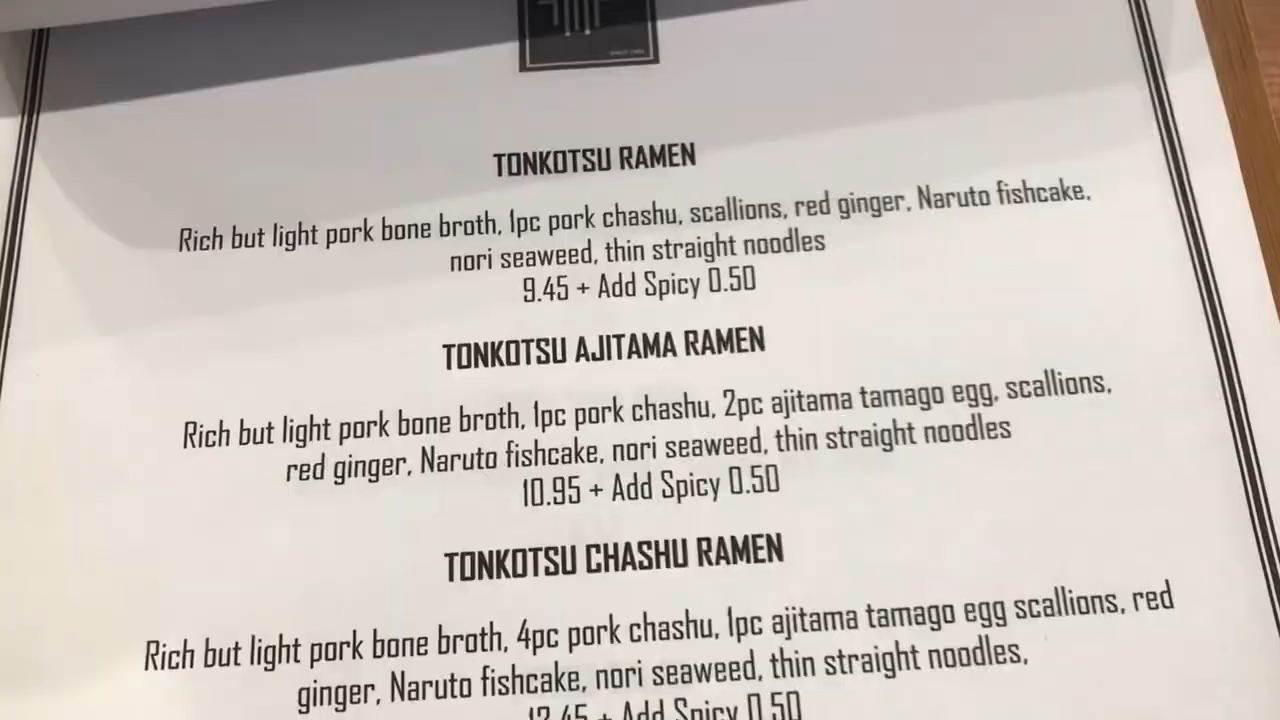 TONKOTSU RAMEN
Rich but light pork bone broth, 1pc pork chashu, scallions, red ginger, Naruto fishcake,
nori seaweed, thin straight noodles
9.45 + Add Spicy 0.50
TONKOTSU AJITAMA RAMEN
Rich but light pork bone broth, 1pc pork chashu, 2pc ajitama tamago egg, scallions,
red ginger, Naruto fishcake, nori seaweed, thin straight noodles
10.95 + Add Spicy 0.50
TONKOTSU CHASHU RAMEN
Rich but light pork bone broth, 4pc pork chashu, 1pc ajitama tamago egg scallions, red
ginger, Naruto fishcake, nori seaweed, thin straight noodles,
12.45 + Add Spicy 0.50